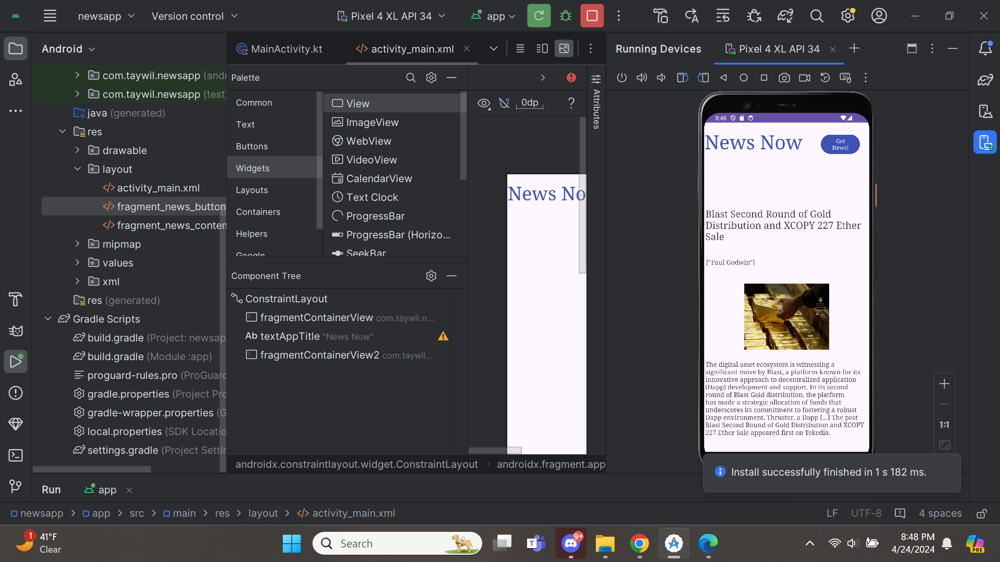 newsapp
Version control
Pixel 4 XL API 34
app
Android
MainActivity.kt
activity_main.xml
Running Devices
Pixel 4 XL API 34
com.taywil.newsapp (andr
com.taywil.newsapp (test)
java (generated)
res
drawable
layout
activity_main.xml
fragment_news_button
fragment_news_conten
mipmap
values
xml
res (generated)
Gradle Scripts
build.gradle (Project: newsap
build.gradle (Module :app)
proguard-rules.pro (ProGuard
gradle.properties (Project Pro
gradle-wrapper.properties (G
local.properties (SDK Locatio
settings.gradle (Project Settin
Palette
Common
Text
Buttons
Widgets
Layouts
Containers
Helpers
Google
View
ImageView
WebView
VideoView
CalendarView
Text Clock
ProgressBar
ProgressBar (Horizo...
SeekBar
0dp
?
Attributes
News No
Component Tree
ConstraintLayout
fragmentContainerView com.taywil.n...
Ab textAppTitle "News Now"
fragmentContainerView2 com.taywil...
androidx.constraintlayout.widget.ConstraintLayout
androidx.fragment.app
8:48
News Now
Get
News!
Blast Second Round of Gold
Distribution and XCOPY 227 Ether
Sale
["Paul Godwin"]
The digital asset ecosystem is witnessing a
significant move by Blast, a platform known for its
innovative approach to decentralized application
(Dapp) development and support. In its second
round of Blast Gold distribution, the platform
has made a strategic allocation of funds that
underscores its commitment to fostering a robust
Dapp environment. Thruster, a Dapp [...] The post
Blast Second Round of Gold Distribution and XCOPY
227 Ether Sale appeared first on Tekedia.
1:1
Install successfully finished in 1 s 182 ms.
Run
app
newsapp
app
src
main
res
layout
activity_main.xml
LF
UTF-8
4 spaces
1
41°F
Clear
Search
T
9+
8:48 PM
4/24/2024
PRE